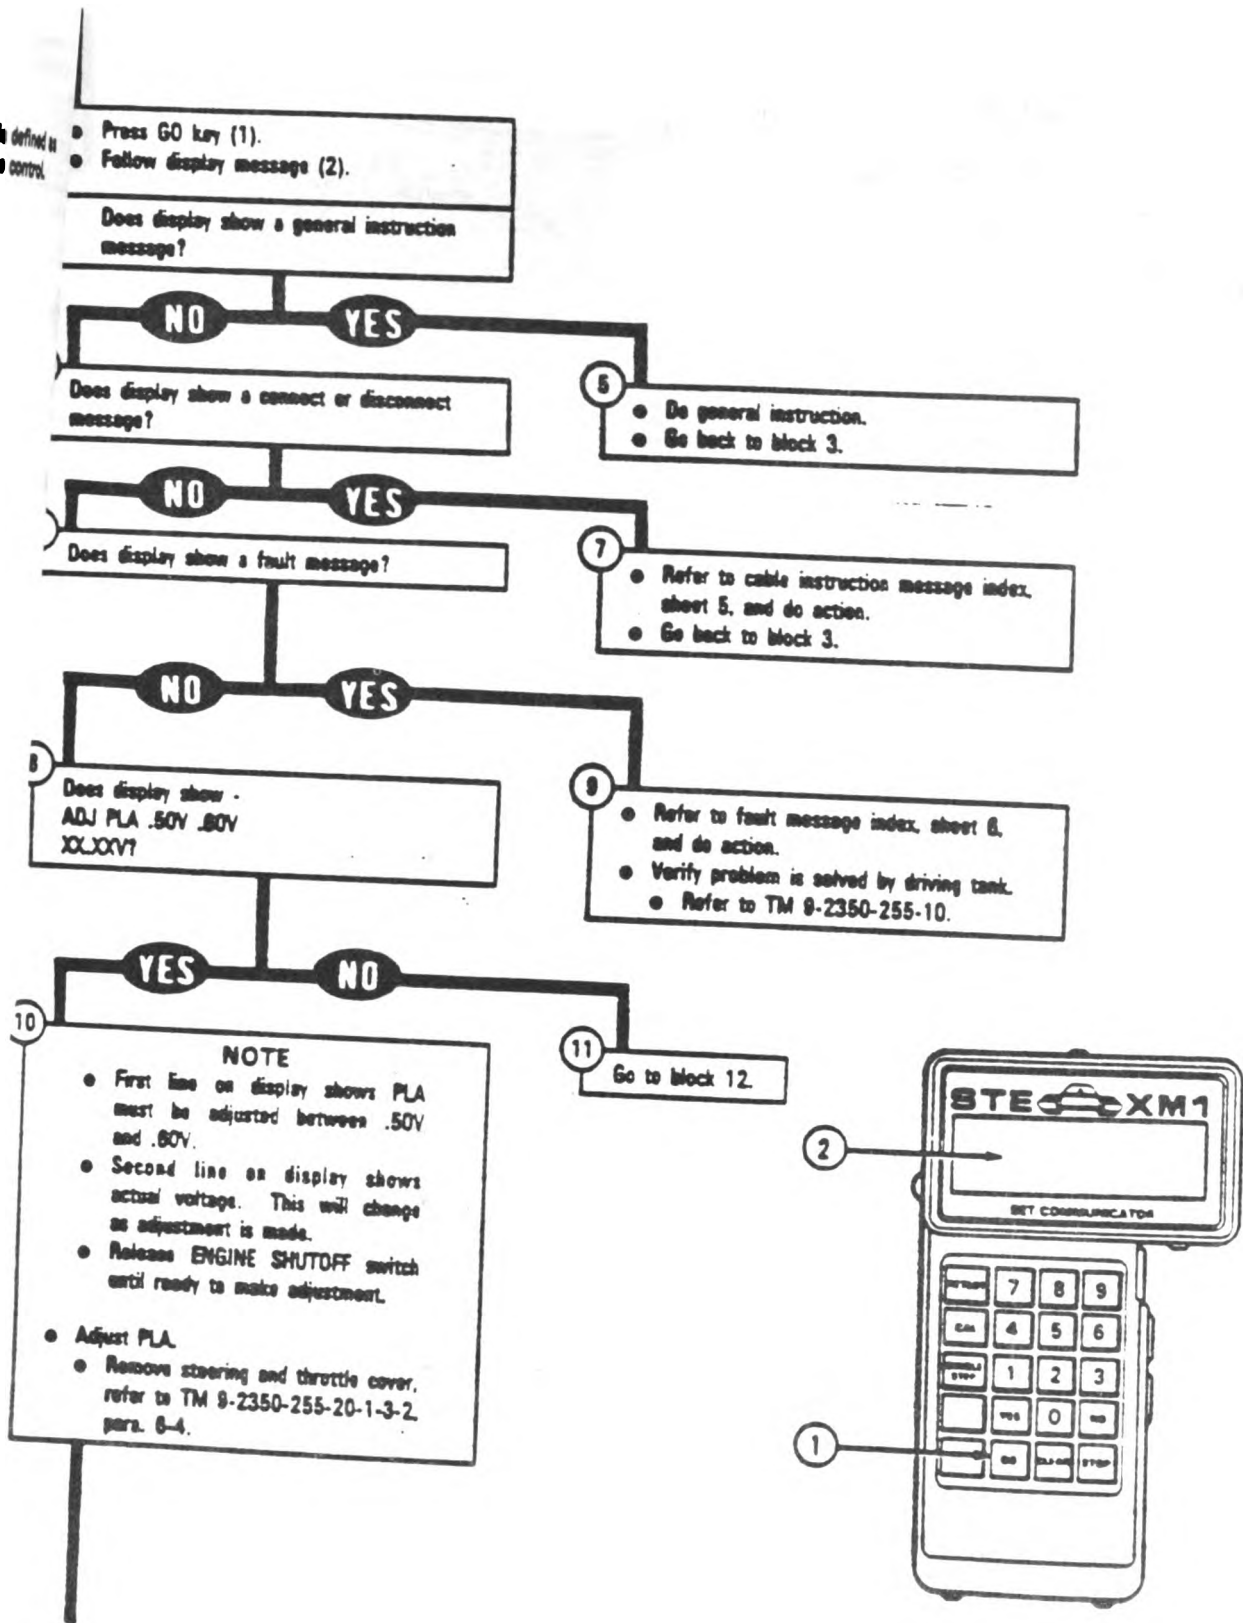 defined as
control.
● Press GO key (1).
● Follow display message (2).
Does display show a general instruction
message?
NO YES
Does display show a connect or disconnect
message?
5
● Do general instruction.
● Go back to block 3.
NO YES
Does display show a fault message?
7
● Refer to cable instruction message index,
sheet 5, and do action.
● Go back to block 3.
NO YES
8
Does display show -
ADJ PLA .50V .60V
XX.XXV?
9
● Refer to fault message index, sheet 6,
and do action.
● Verify problem is solved by driving tank.
● Refer to TM 9-2350-255-10.
YES NO
10
NOTE
● First line on display shows PLA
must be adjusted between .50V
and .60V.
● Second line on display shows
actual voltage. This will change
as adjustment is made.
● Release ENGINE SHUTOFF switch
until ready to make adjustment.
● Adjust PLA.
● Remove steering and throttle cover,
refer to TM 9-2350-255-20-1-3-2,
para. 6-4.
11
Go to block 12.
STE XM1
2
SET COMMUNICATOR
7 8 9
4 5 6
1 2 3
YES 0 NO
1
GO CLEAR STOP